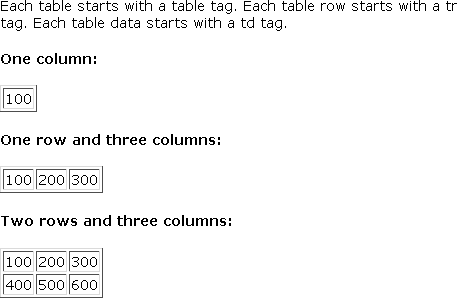 Each table starts with a table tag. Each table row starts with a tr
tag. Each table data starts with a td tag.
One column:
100
One row and three columns:
100 200 300
Two rows and three columns:
100 200 300
400 500 600